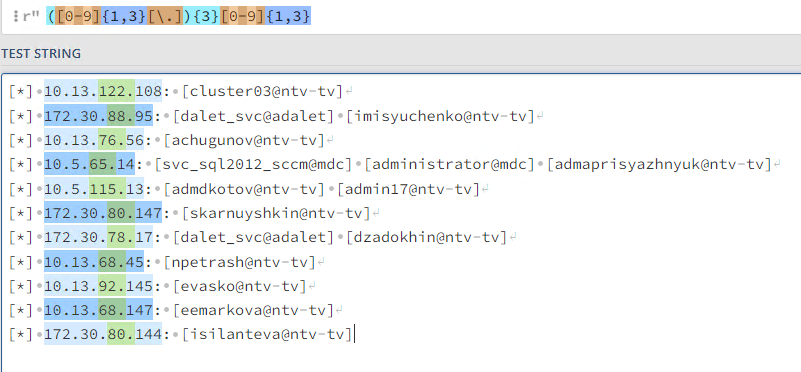 r" ([0-9]{1,3}[\.]){3}[0-9]{1,3}
TEST STRING
[*] 10.13.122.108: [cluster03@ntv-tv]
[*] 172.30.88.95: [dalet_svc@adalet] [imisyuchenko@ntv-tv]
[*] 10.13.76.56: [achugunov@ntv-tv]
[*] 10.5.65.14: [svc_sql2012_sccm@mdc] [administrator@mdc] [admaprisyazhnyuk@ntv-tv]
[*] 10.5.115.13: [admdkotov@ntv-tv] [admin17@ntv-tv]
[*] 172.30.80.147: [skarnuyshkin@ntv-tv]
[*] 172.30.78.17: [dalet_svc@adalet] [dzadokhin@ntv-tv]
[*] 10.13.68.45: [npetrash@ntv-tv]
[*] 10.13.92.145: [evasko@ntv-tv]
[*] 10.13.68.147: [eemarkova@ntv-tv]
[*] 172.30.80.144: [isilanteva@ntv-tv]